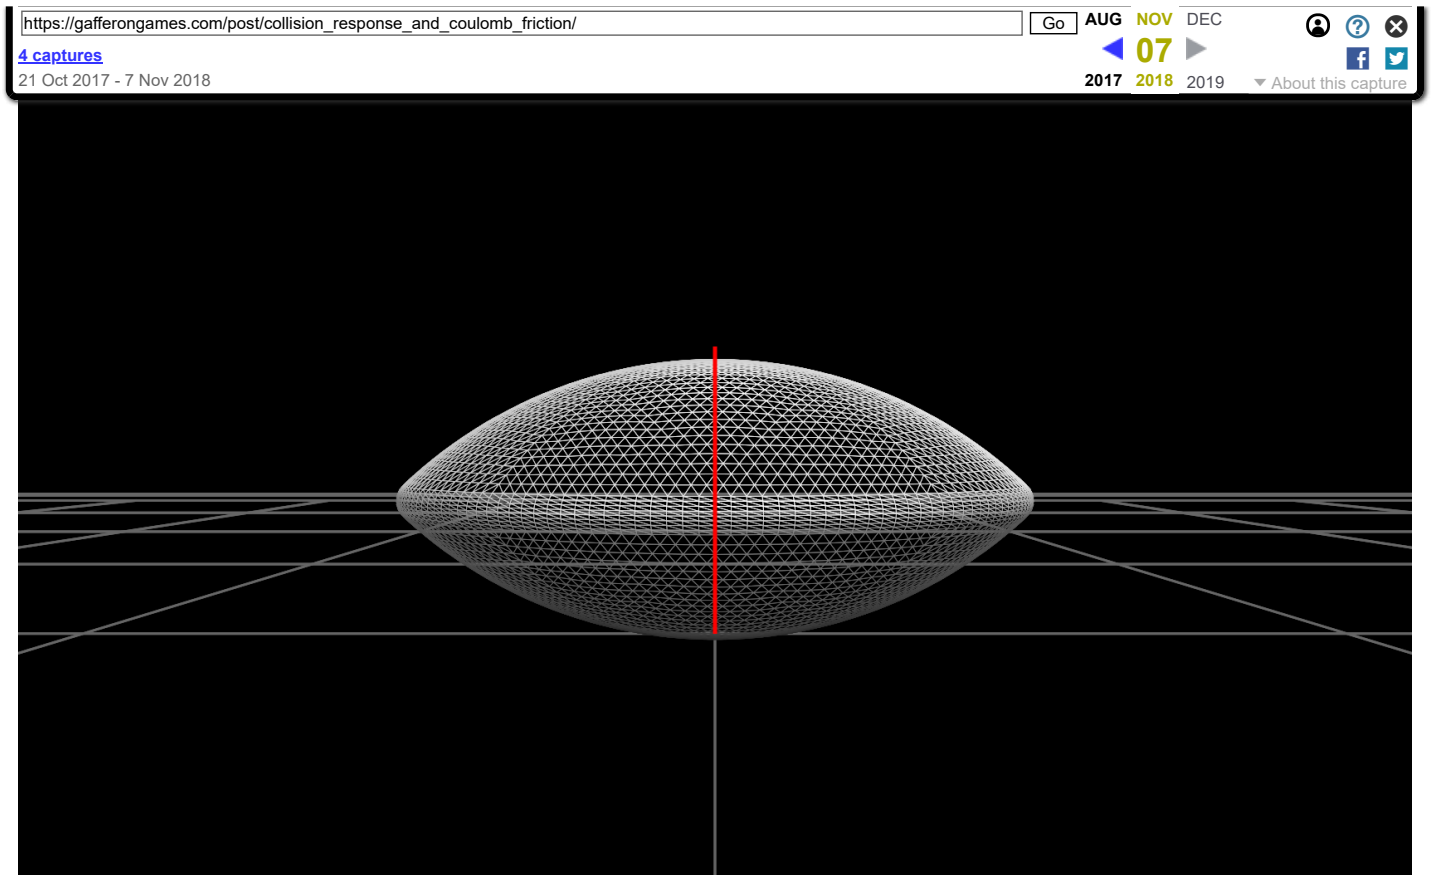 https://gafferongames.com/post/collision_response_and_coulomb_friction/
Go
AUG NOV DEC
4 captures
07
21 Oct 2017 - 7 Nov 2018
2017 2018 2019
About this capture